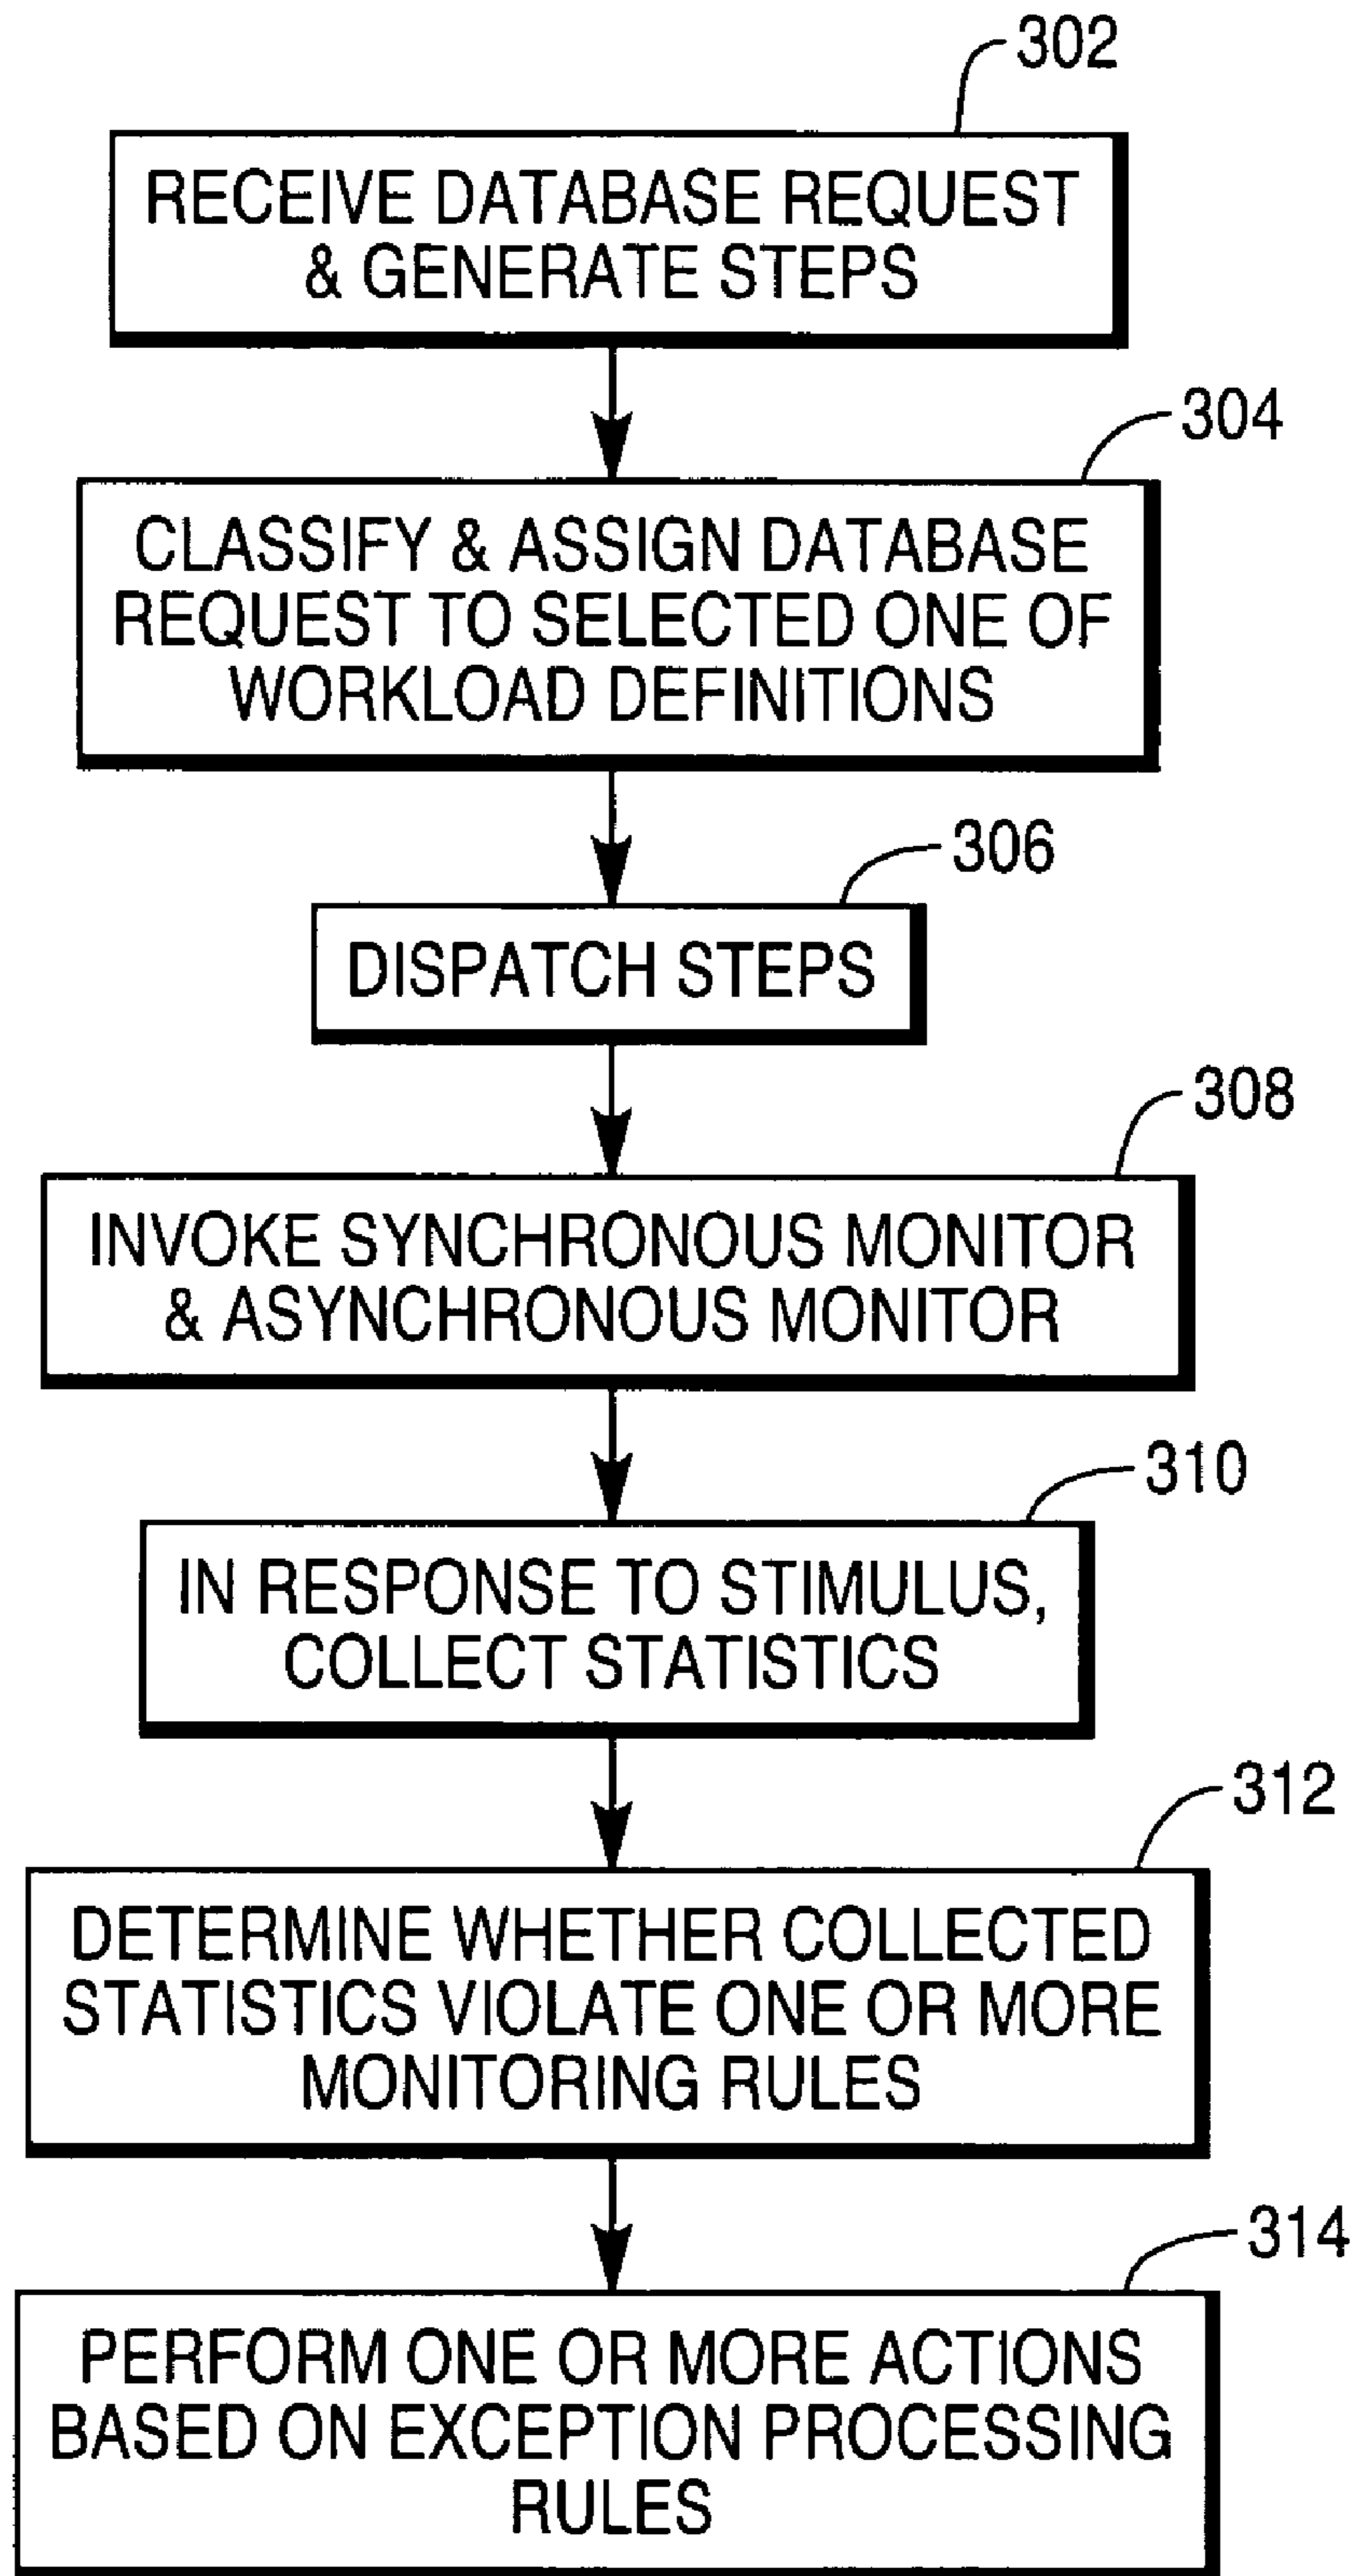 302
RECEIVE DATABASE REQUEST
& GENERATE STEPS
304
CLASSIFY & ASSIGN DATABASE
REQUEST TO SELECTED ONE OF
WORKLOAD DEFINITIONS
306
DISPATCH STEPS
308
INVOKE SYNCHRONOUS MONITOR
& ASYNCHRONOUS MONITOR
310
IN RESPONSE TO STIMULUS,
COLLECT STATISTICS
312
DETERMINE WHETHER COLLECTED
STATISTICS VIOLATE ONE OR MORE
MONITORING RULES
314
PERFORM ONE OR MORE ACTIONS
BASED ON EXCEPTION PROCESSING
RULES